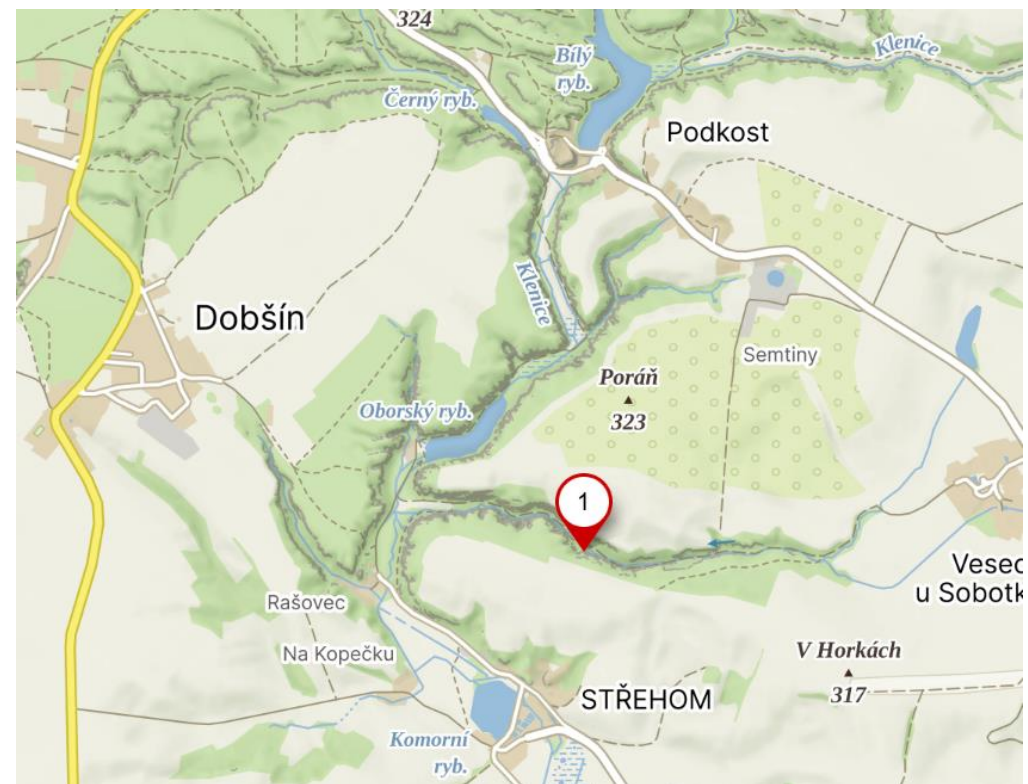 324
Klenice
Bílý
ryb.
Černý ryb.
Podkost
Klenice
Dobšín
Semtiny
Poráň
323
Oborský ryb.
1
Vesec
u Sobotk
Rašovec
Na Kopečku
V Horkách
317
STŘEHOM
Komorní
ryb.